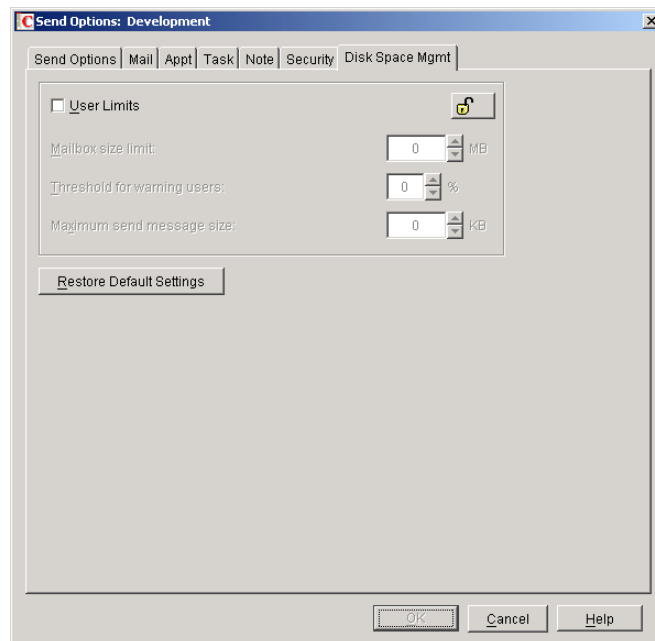 Send Options: Development
Send Options Mail Appt Task Note Security Disk Space Mgmt
User Limits
Mailbox size limit: 0 MB
Threshold for warning users: 0 %
Maximum send message size: 0 KB
Restore Default Settings
OK Cancel Help